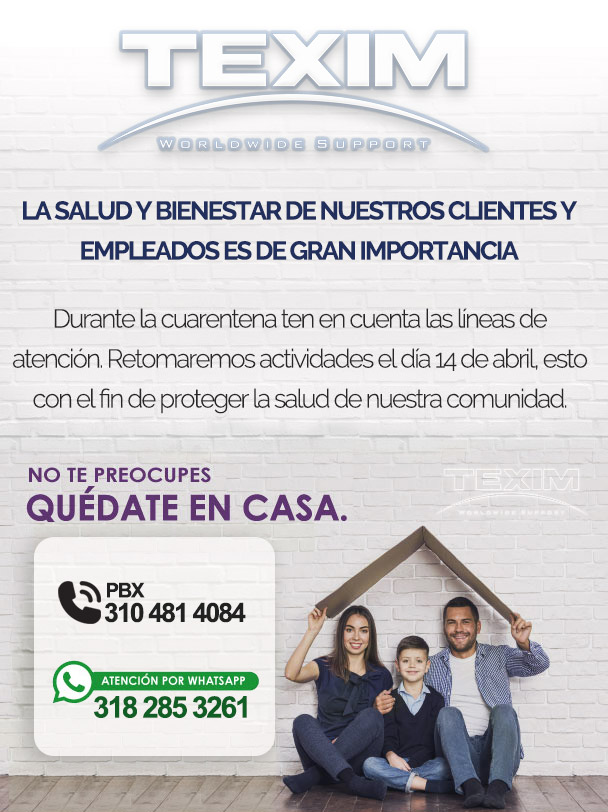 TEXIM
WORLDWIDE SUPPORT
LA SALUD Y BIENESTAR DE NUESTROS CLIENTES Y
EMPLEADOS ES DE GRAN IMPORTANCIA
Durante la cuarentena ten en cuenta las líneas de
atención. Retomaremos actividades el día 14 de abril, esto
con el fin de proteger la salud de nuestra comunidad.
NO TE PREOCUPES
QUÉDATE EN CASA.
TEXIM
WORLDWIDE SUPPORT
PBX
310 481 4084
ATENCIÓN POR WHATSAPP
318 285 3261